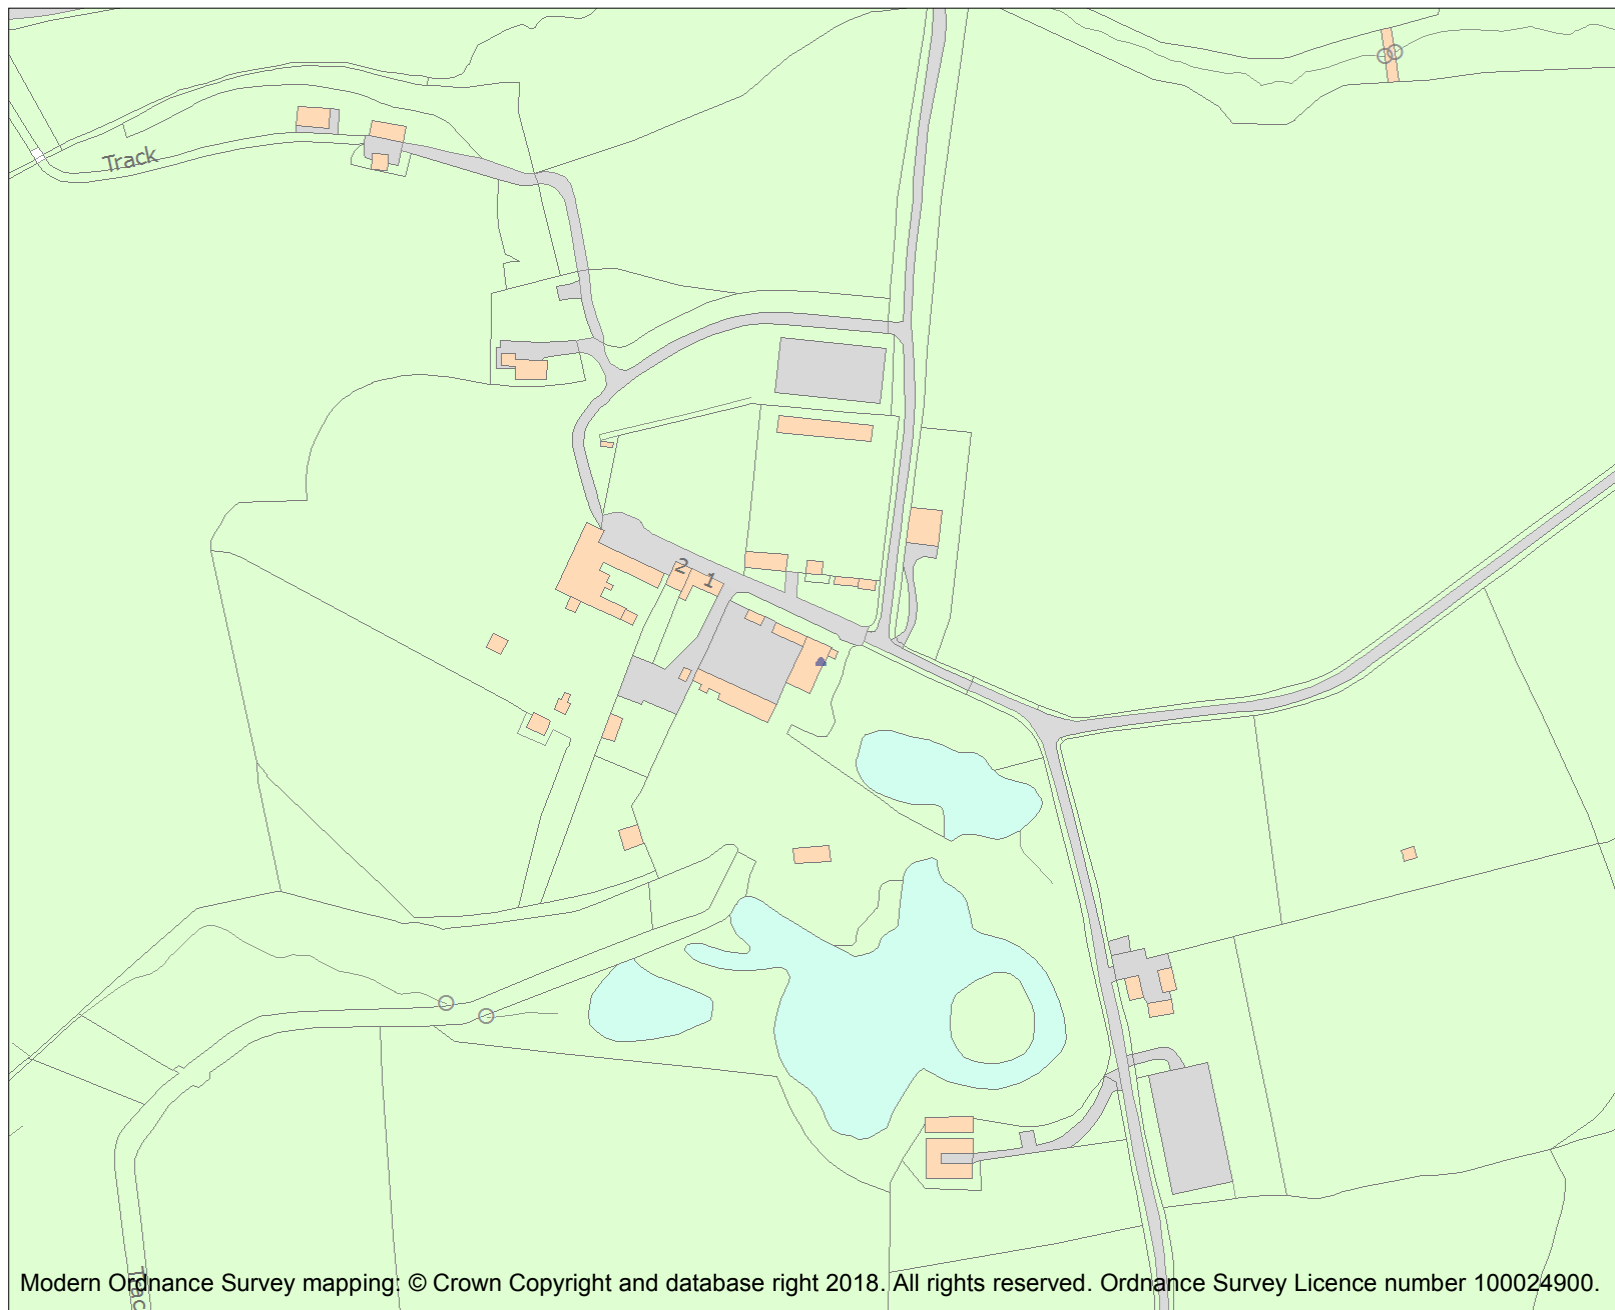 Track
2
1
Trac
Modern Ordnance Survey mapping: © Crown Copyright and database right 2018. All rights reserved. Ordnance Survey Licence number 100024900.